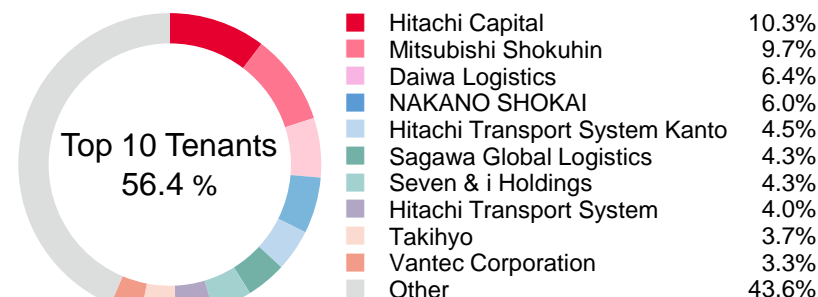 Top 10 Tenants
56.4 %
Hitachi Capital 10.3%
Mitsubishi Shokuhin 9.7%
Daiwa Logistics 6.4%
NAKANO SHOKAI 6.0%
Hitachi Transport System Kanto 4.5%
Sagawa Global Logistics 4.3%
Seven & i Holdings 4.3%
Hitachi Transport System 4.0%
Takihyo 3.7%
Vantec Corporation 3.3%
Other 43.6%